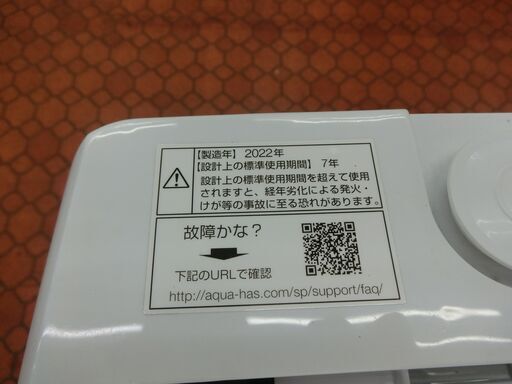 【製造年】 2022年
【設計上の標準使用期間】 7年
設計上の標準使用期間を超えて使用
されますと、経年劣化による発火・
けが等の事故に至る恐れがあります。
故障かな？
下記のURLで確認
http://aqua-has.com/sp/support/faq/